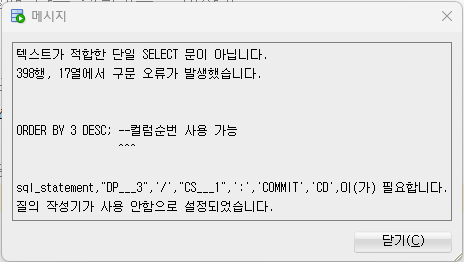 메시지
텍스트가 적합한 단일 SELECT 문이 아닙니다.
398행, 17열에서 구문 오류가 발생했습니다.
ORDER BY 3 DESC; --컬럼순번 사용 가능
^^^
sql_statement,"DP___3",'/',"CS___1",':','COMMIT','CD',이(가) 필요합니다.
질의 작성기가 사용 안함으로 설정되었습니다.
닫기(C)